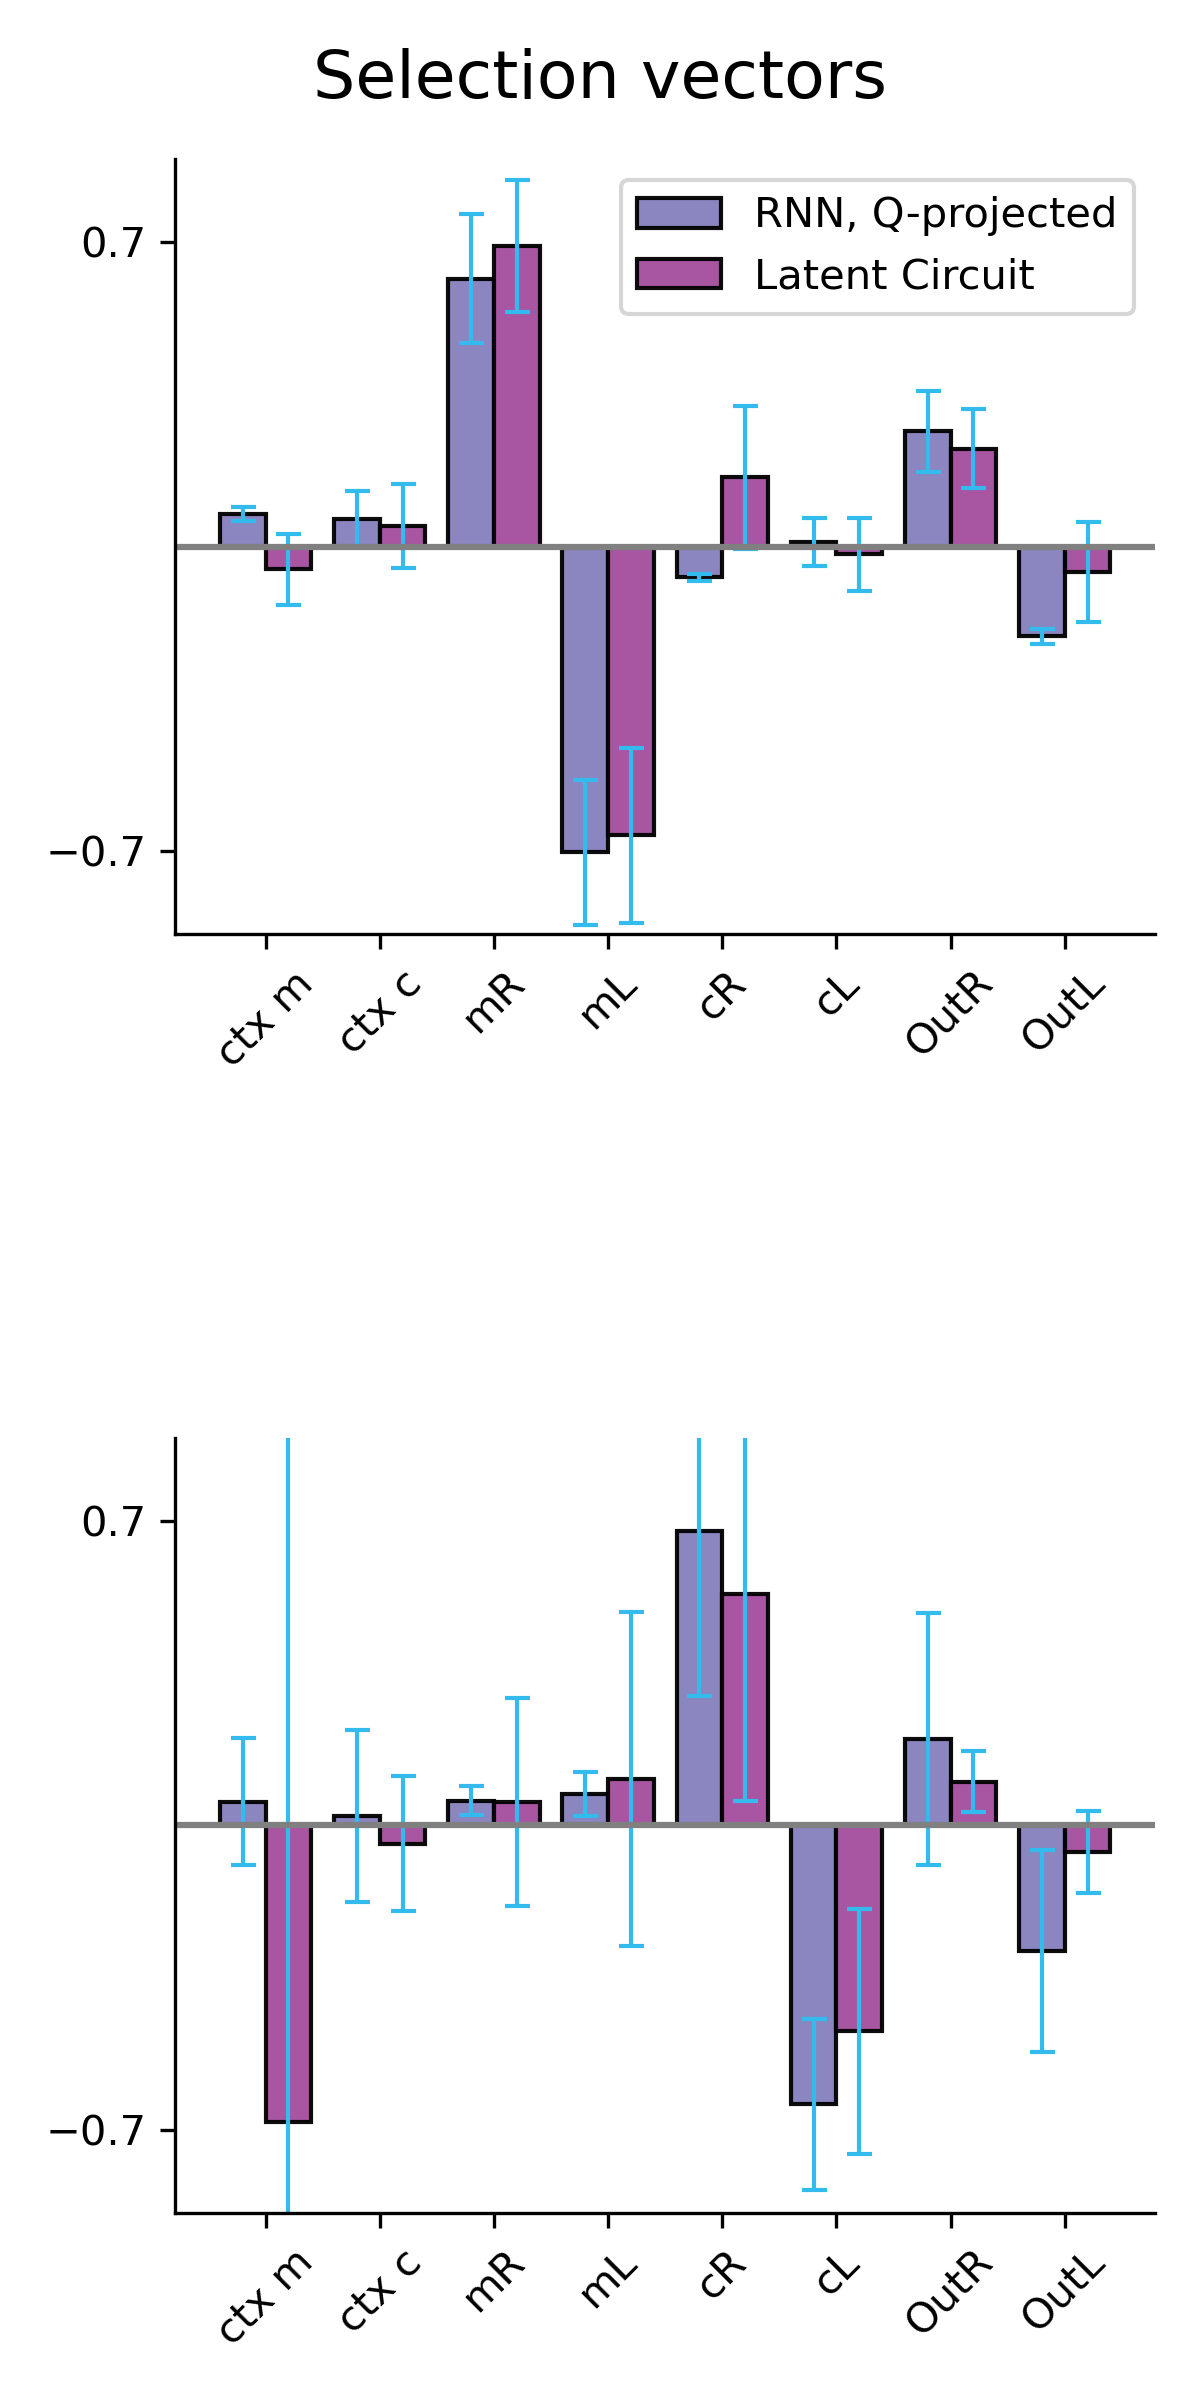 Selection vectors
RNN, Q-projected
Latent Circuit
0.7
−0.7
ctx m
ctx c
mR
mL
cR
cL
OutR
OutL
0.7
−0.7
ctx m
ctx c
mR
mL
cR
cL
OutR
OutL